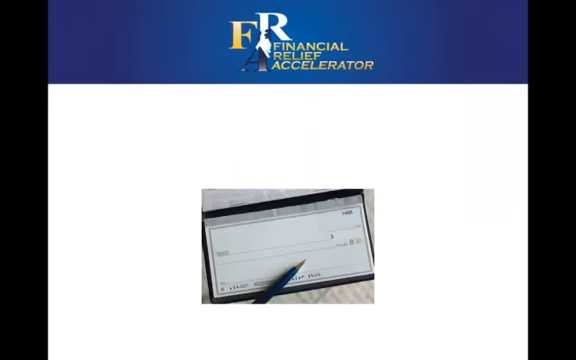 FR
FINANCIAL
RELIEF
A
ACCELERATOR